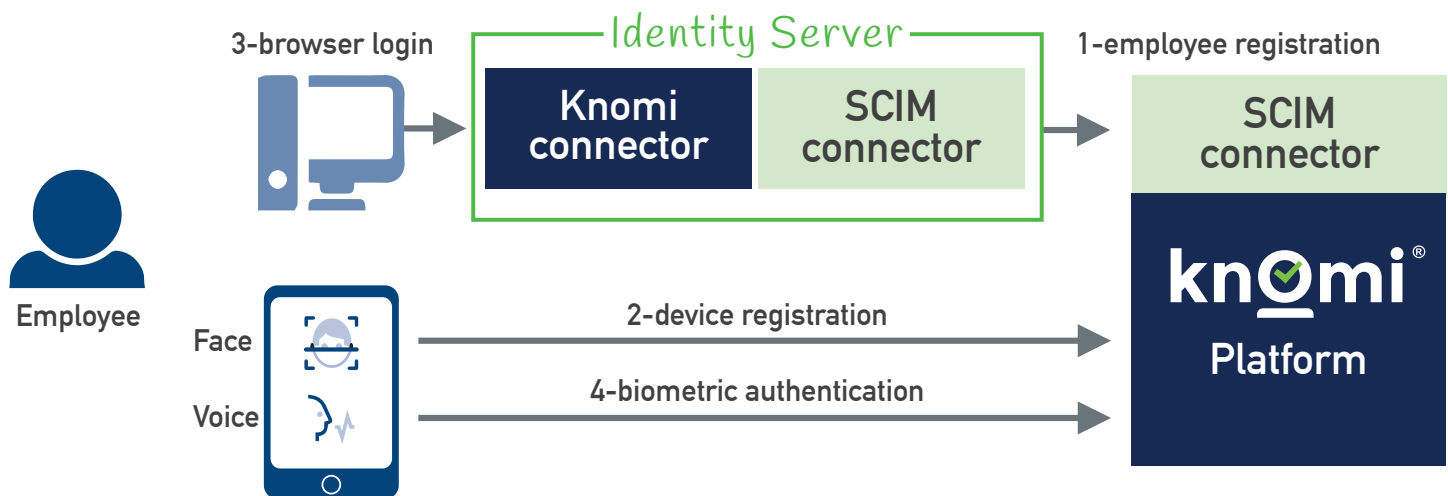 3-browser login
Identity Server
1-employee registration
Knomi
connector
SCIM
connector
SCIM
connector
knomi®
Platform
Employee
Face
Voice
2-device registration
4-biometric authentication